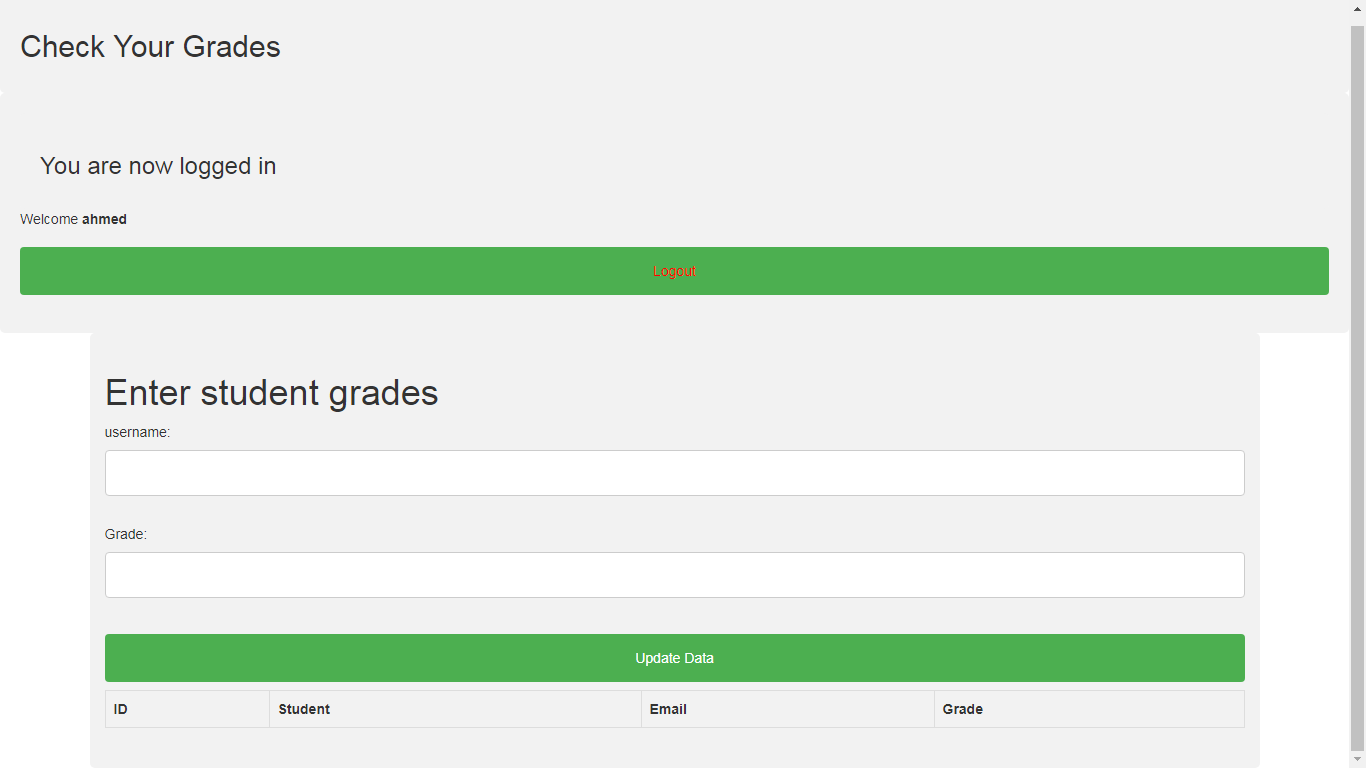 Check Your Grades
You are now logged in
Welcome ahmed
Logout
Enter student grades
username:
Grade:
Update Data
ID Student Email Grade